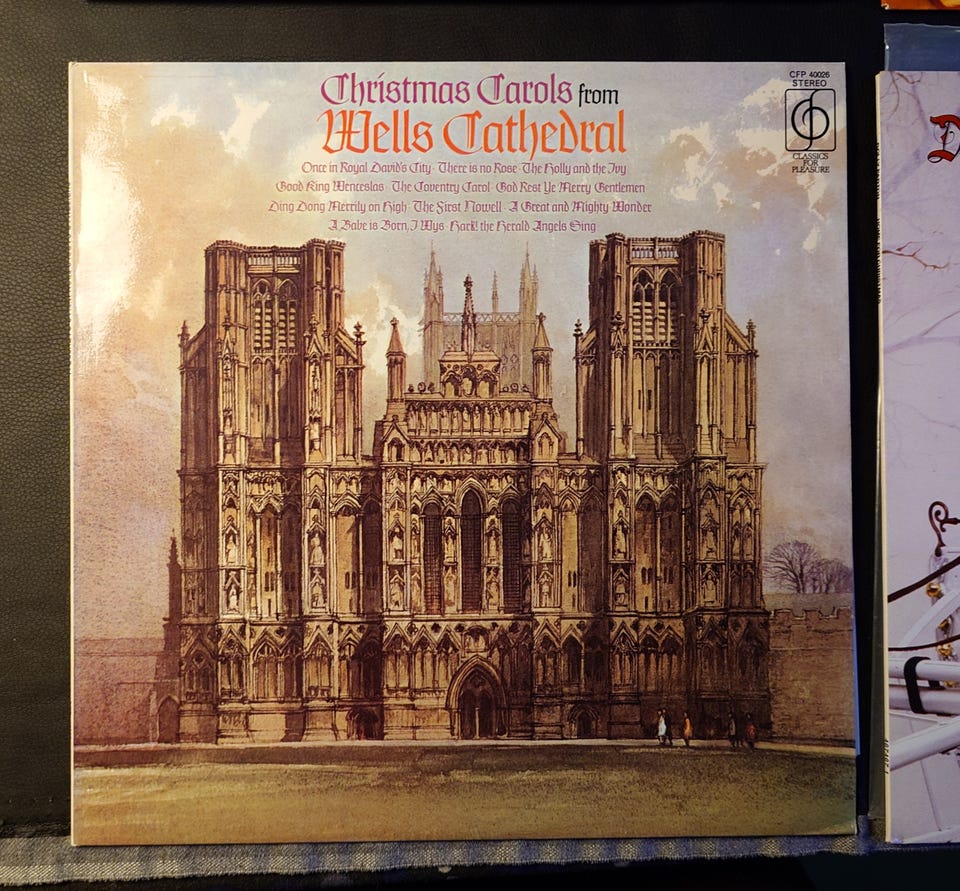 Christmas Carols from
Wells Cathedral
Once in Royal David's City · There is no Rose · The Holly and the Ivy
Good King Wenceslas · The Coventry Carol · God Rest Ye Merry Gentlemen
Ding Dong Merrily on High · The First Nowell · A Great and Mighty Wonder
A Babe is Born, I Wys · Hark! the Herald Angels Sing
CFP 40026
STEREO
CLASSICS
FOR
PLEASURE
D